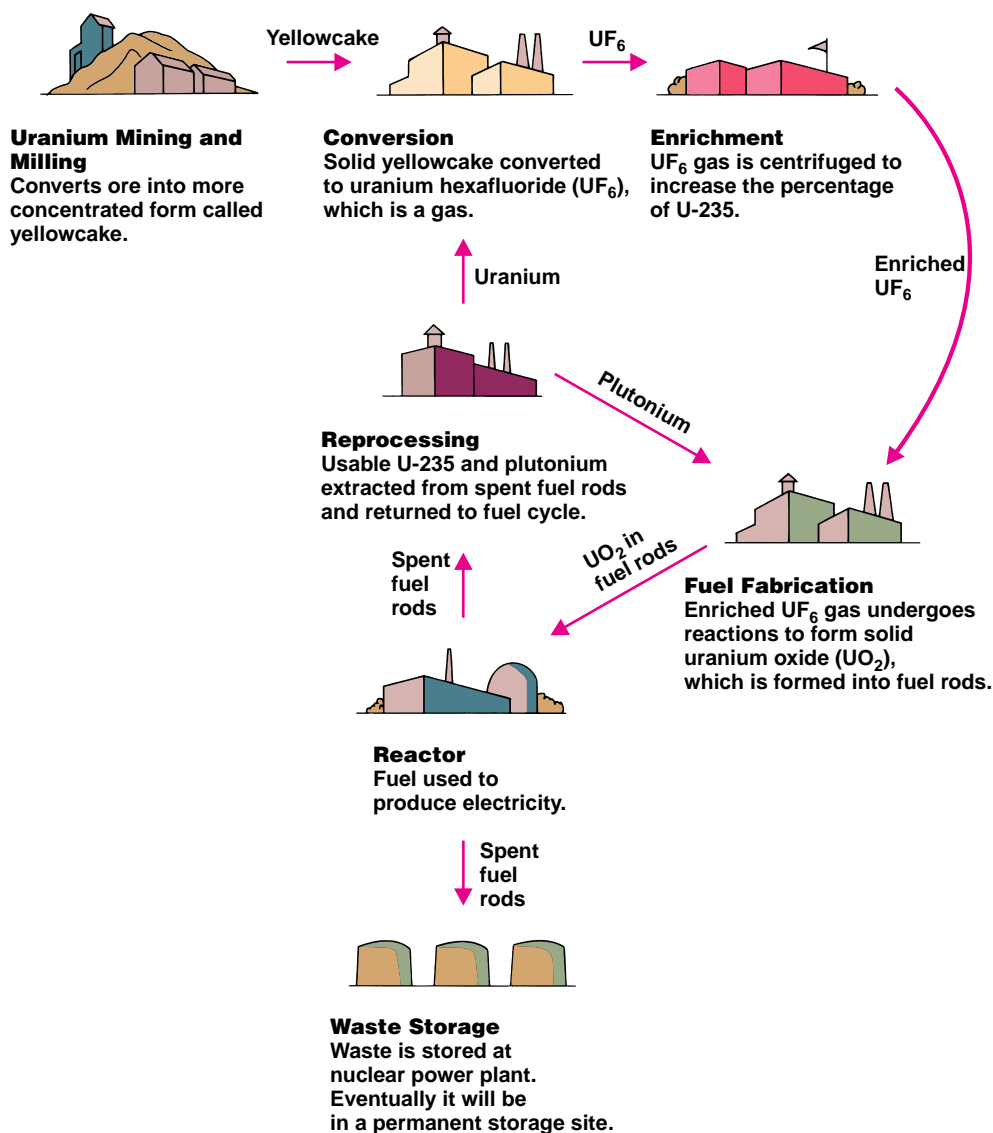 Yellowcake
UF6
Uranium Mining and
Milling
Converts ore into more
concentrated form called
yellowcake.
Conversion
Solid yellowcake converted
to uranium hexafluoride (UF6),
which is a gas.
Enrichment
UF6 gas is centrifuged to
increase the percentage
of U-235.
Enriched
UF6
Uranium
Plutonium
Reprocessing
Usable U-235 and plutonium
extracted from spent fuel rods
and returned to fuel cycle.
Spent
fuel
rods
UO2 in
fuel rods
Fuel Fabrication
Enriched UF6 gas undergoes
reactions to form solid
uranium oxide (UO2),
which is formed into fuel rods.
Reactor
Fuel used to
produce electricity.
Spent
fuel
rods
Waste Storage
Waste is stored at
nuclear power plant.
Eventually it will be
in a permanent storage site.